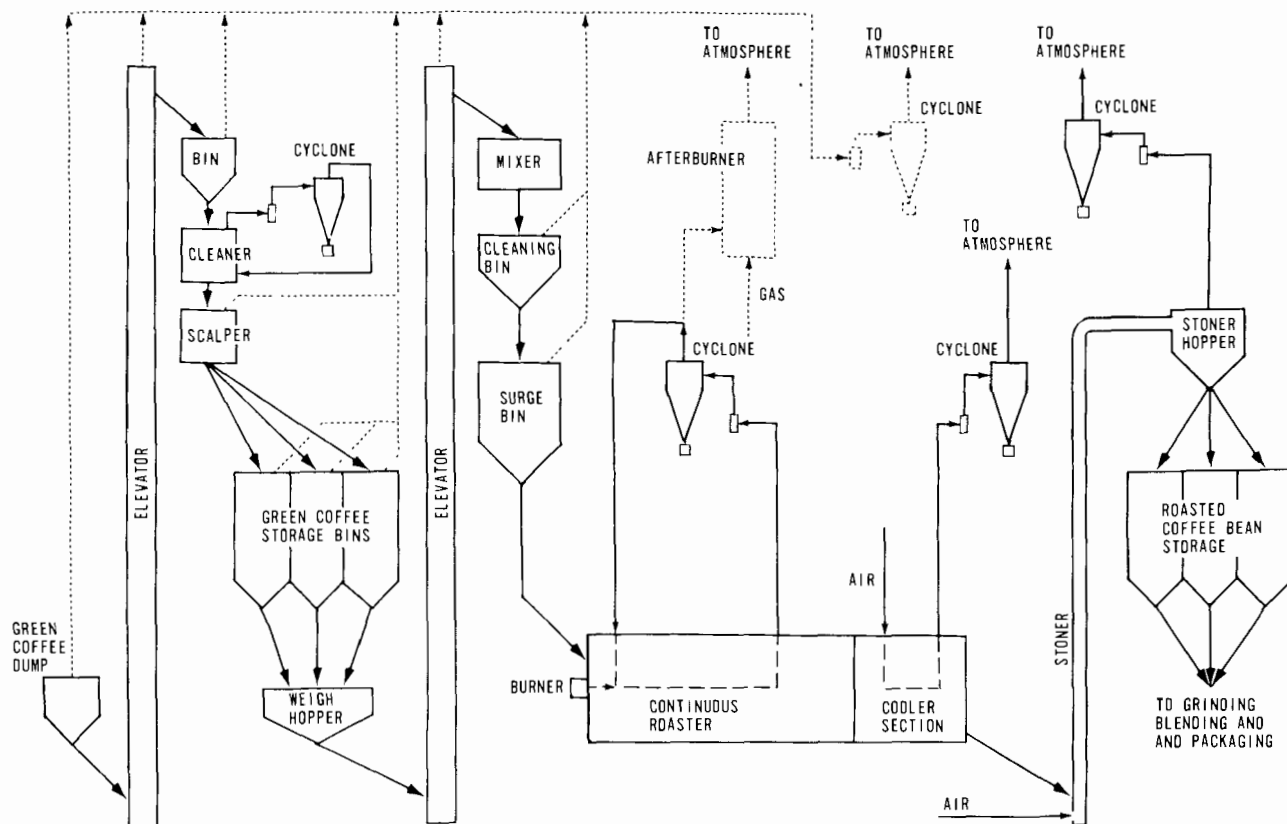 TO
ATMOSPHERE
TO
ATMOSPHERE
TO
ATMOSPHERE
CYCLONE
CYCLONE
BIN
CYCLONE
MIXER
AFTERBURNER
CLEANER
CLEANING
BIN
TO
ATMOSPHERE
GAS
SCALPER
STONER
HOPPER
CYCLONE
CYCLONE
SURGE
BIN
ELEVATOR
ELEVATOR
GREEN COFFEE
STORAGE BINS
ROASTED
COFFEE BEAN
STORAGE
AIR
STONER
GREEN
COFFEE
DUMP
BURNER
WEIGH
HOPPER
CONTINUOUS
ROASTER
COOLER
SECTION
TO GRINDING
BLENDING AND
AND PACKAGING
AIR